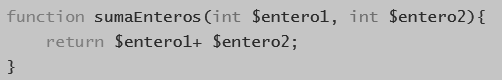 function sumaEnteros(int $entero1, int $entero2){
    return $entero1+ $entero2;
}